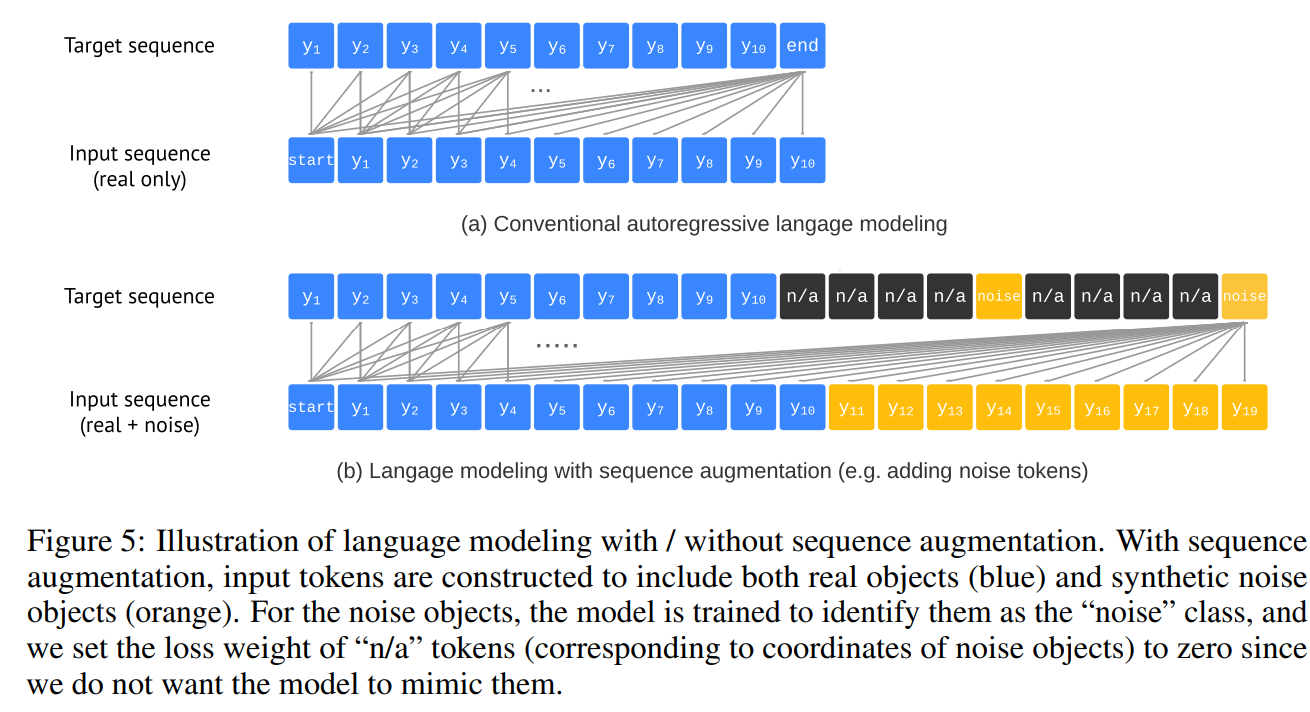 Target sequence y₁ y₂ y₃ y₄ y₅ y₆ y₇ y₈ y₉ y₁₀ end
...
Input sequence
(real only)
start y₁ y₂ y₃ y₄ y₅ y₆ y₇ y₈ y₉ y₁₀
(a) Conventional autoregressive langage modeling
Target sequence y₁ y₂ y₃ y₄ y₅ y₆ y₇ y₈ y₉ y₁₀ n/a n/a n/a n/a noise n/a n/a n/a n/a noise
.....
Input sequence
(real + noise)
start y₁ y₂ y₃ y₄ y₅ y₆ y₇ y₈ y₉ y₁₀ y₁₁ y₁₂ y₁₃ y₁₄ y₁₅ y₁₆ y₁₇ y₁₈ y₁₉
(b) Langage modeling with sequence augmentation (e.g. adding noise tokens)
Figure 5: Illustration of language modeling with / without sequence augmentation. With sequence
augmentation, input tokens are constructed to include both real objects (blue) and synthetic noise
objects (orange). For the noise objects, the model is trained to identify them as the “noise” class, and
we set the loss weight of “n/a” tokens (corresponding to coordinates of noise objects) to zero since
we do not want the model to mimic them.